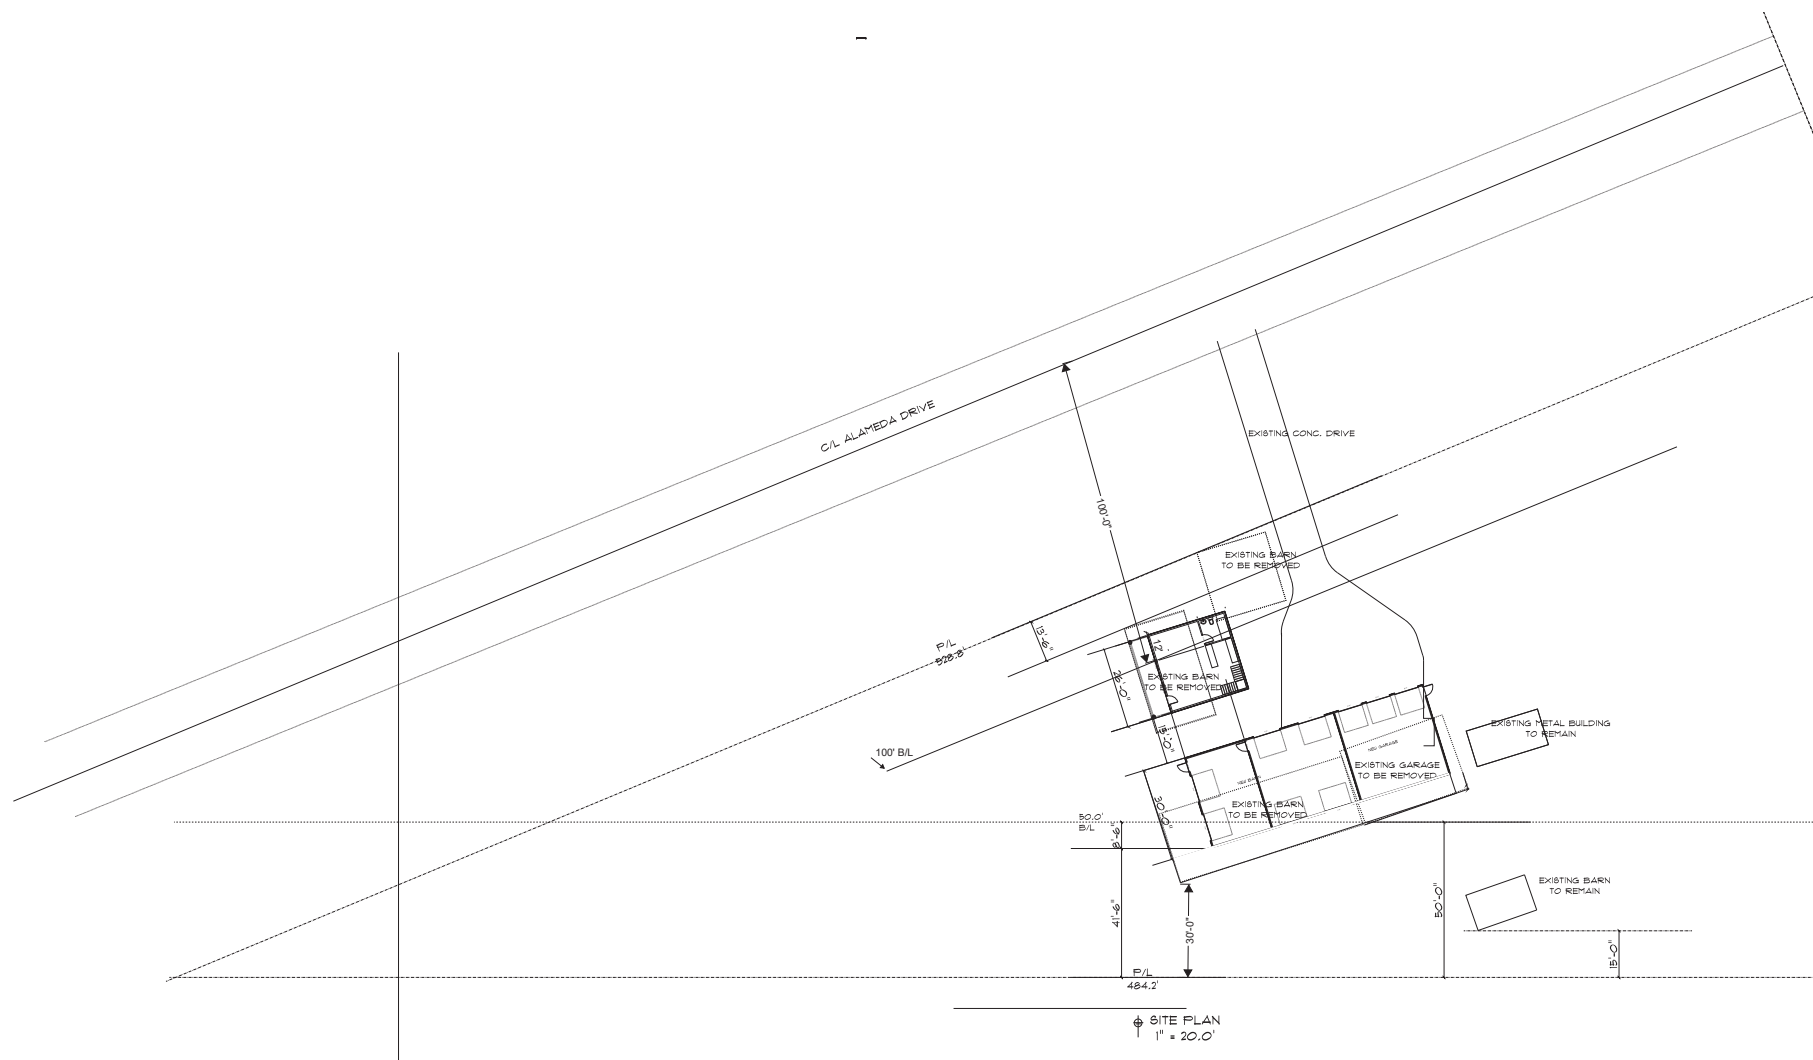 C/L ALAMEDA DRIVE
EXISTING CONC. DRIVE
100'-0"
EXISTING BARN
TO BE REMOVED
13'-6"
P/L
528.8'
12'
26'-0"
EXISTING BARN
TO BE REMOVED
15'-0"
100' B/L
EXISTING METAL BUILDING
TO REMAIN
NEW GARAGE
EXISTING GARAGE
TO BE REMOVED
NEW BARN
30'-0"
EXISTING BARN
TO BE REMOVED
50.0'
B/L
8'-6"
41'-6"
30'-0"
50'-0"
EXISTING BARN
TO REMAIN
15'-0"
P/L
484.2'
SITE PLAN
1" = 20.0'